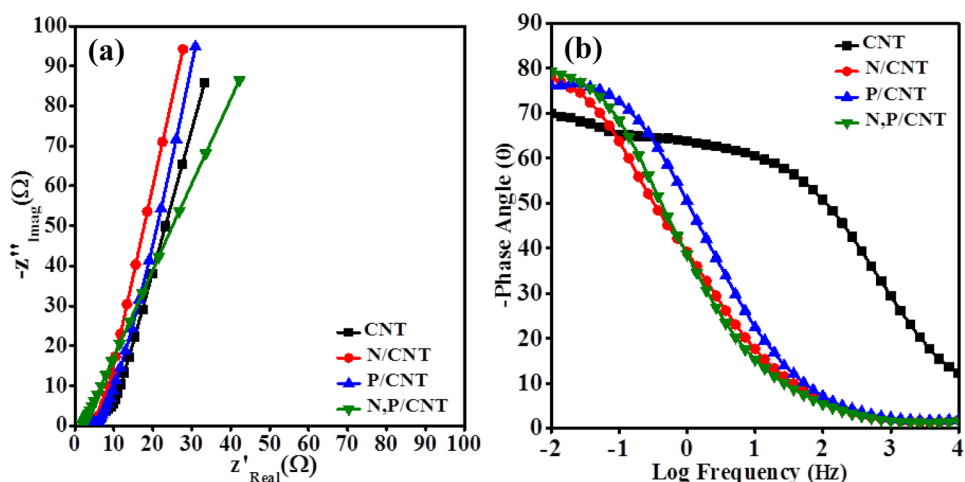 (a)
100
90
80
70
60
50
40
30
20
10
0
-z''Imag(Ω)
CNT
N/CNT
P/CNT
N,P/CNT
0 10 20 30 40 50 60 70 80 90 100
z'Real(Ω)
(b)
90
80
70
60
50
40
30
20
10
0
-Phase Angle (θ)
CNT
N/CNT
P/CNT
N,P/CNT
-2 -1 0 1 2 3 4
Log Frequency (Hz)